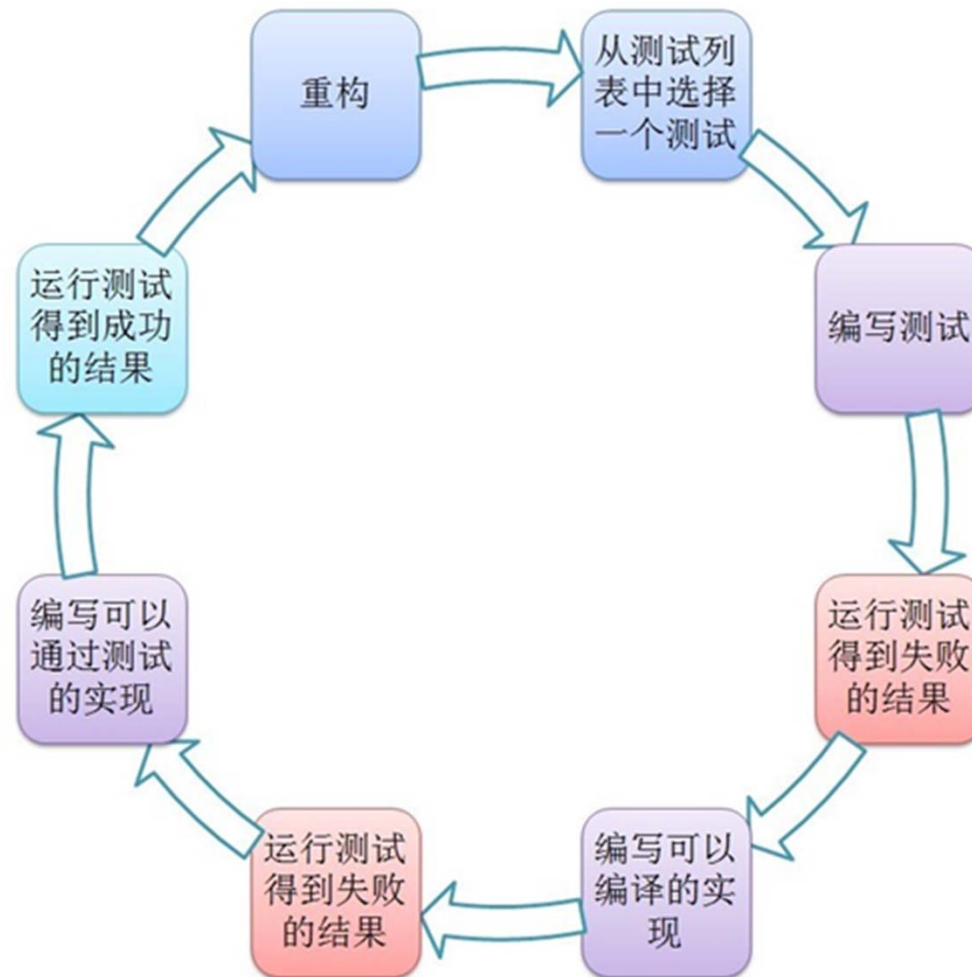 重构
从测试列
表中选择
一个测试
编写测试
运行测试
得到失败
的结果
编写可以
编译的实
现
运行测试
得到失败
的结果
编写可以
通过测试
的实现
运行测试
得到成功
的结果